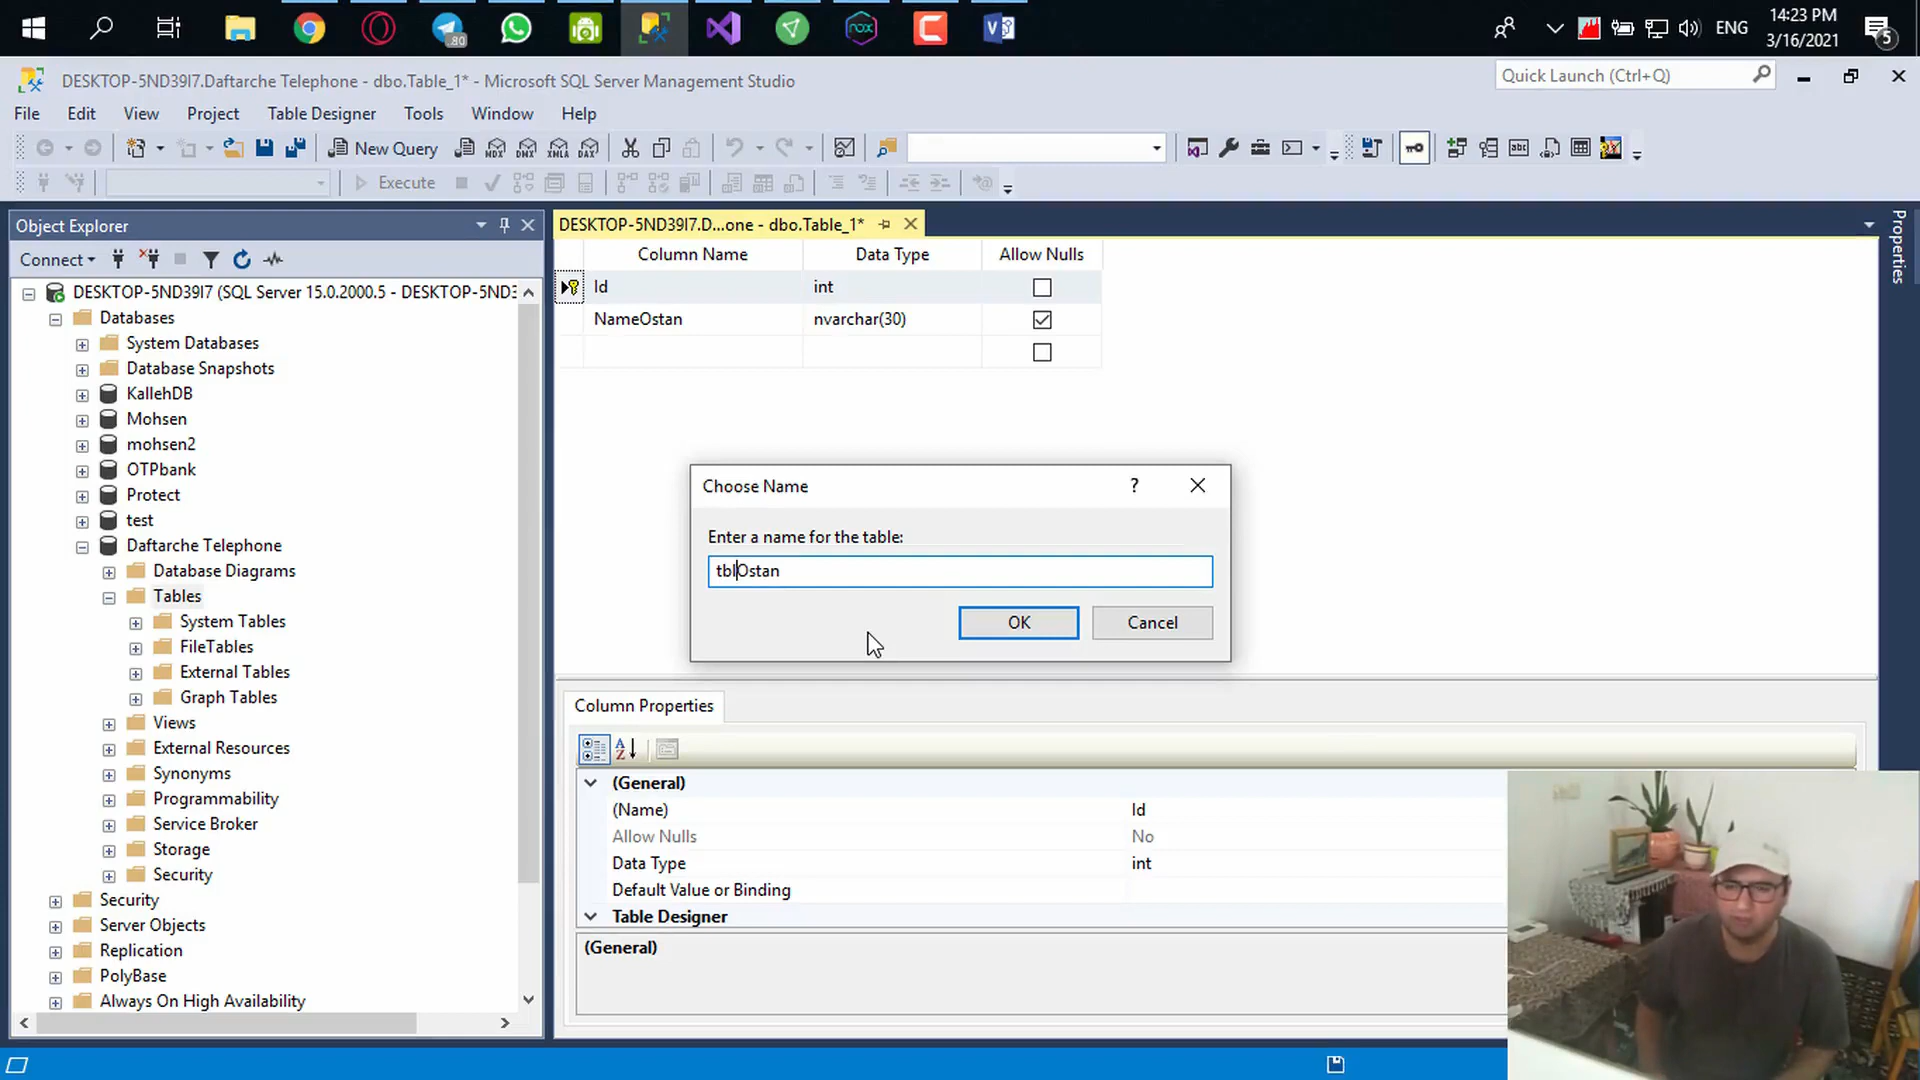 80
ENG
14:23 PM
3/16/2021
5
DESKTOP-5ND39I7.Daftarche Telephone - dbo.Table_1* - Microsoft SQL Server Management Studio
Quick Launch (Ctrl+Q)
File Edit View Project Table Designer Tools Window Help
New Query
MDX DMX XMLA DAX
Execute
Object Explorer
Connect
DESKTOP-5ND39I7 (SQL Server 15.0.2000.5 - DESKTOP-5ND3
Databases
System Databases
Database Snapshots
KallehDB
Mohsen
mohsen2
OTPbank
Protect
test
Daftarche Telephone
Database Diagrams
Tables
System Tables
FileTables
External Tables
Graph Tables
Views
External Resources
Synonyms
Programmability
Service Broker
Storage
Security
Security
Server Objects
Replication
PolyBase
Always On High Availability
DESKTOP-5ND39I7.D...one - dbo.Table_1*
Column Name Data Type Allow Nulls
Id int
NameOstan nvarchar(30)
Choose Name
?
Enter a name for the table:
tblOstan
OK Cancel
Column Properties
(General)
(Name) Id
Allow Nulls No
Data Type int
Default Value or Binding
Table Designer
(General)
Properties